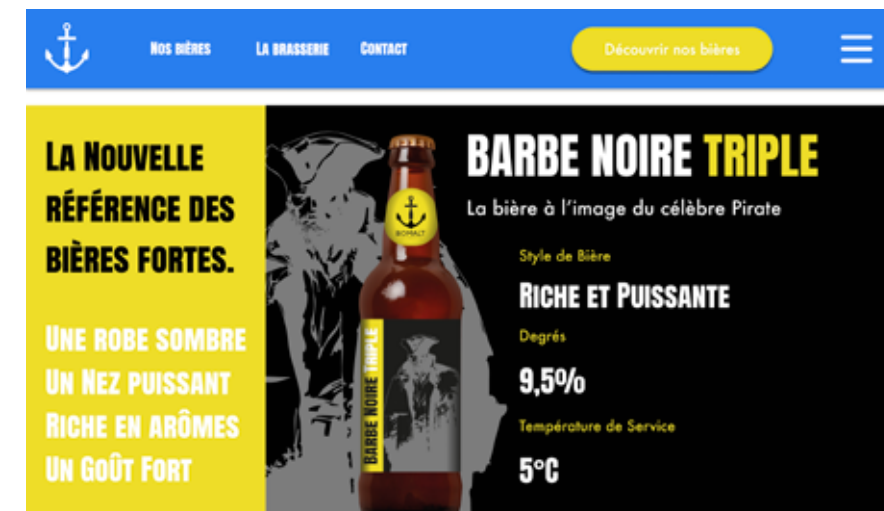 Nos bières
La brasserie
Contact
Découvrir nos bières
La Nouvelle
référence des
bières fortes.
Une robe sombre
Un Nez puissant
Riche en arômes
Un Goût Fort
BIOMALT
Barbe Noire Triple
BARBE NOIRE TRIPLE
La bière à l'image du célèbre Pirate
Style de Bière
Riche et Puissante
Degrés
9,5%
Température de Service
5°C